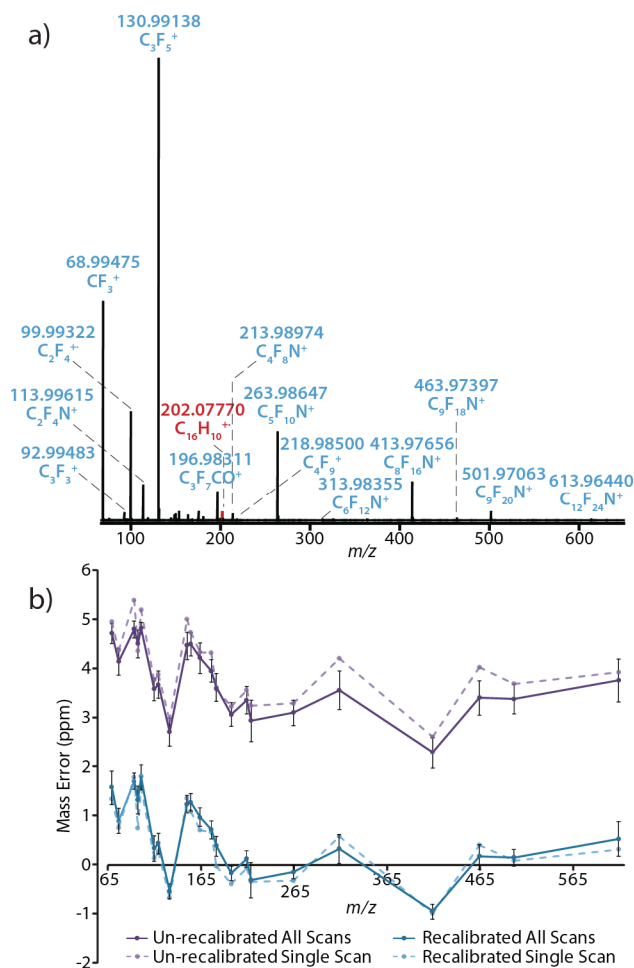 a)
130.99138
C₃F₅⁺
68.99475
CF₃⁺
99.99322
C₂F₄⁺·
213.98974
C₄F₈N⁺
113.99615
C₂F₄N⁺
202.07770
C₁₆H₁₀⁺·
263.98647
C₅F₁₀N⁺
463.97397
C₉F₁₈N⁺
92.99483
C₃F₃⁺
196.98311
C₃F₇CO⁺
218.98500
C₄F₉⁺
413.97656
C₈F₁₆N⁺
313.98355
C₆F₁₂N⁺
501.97063
C₉F₂₀N⁺
613.96440
C₁₂F₂₄N⁺
100 200 300 400 500 600
m/z
b)
6
5
4
3
2
1
0
-1
-2
Mass Error (ppm)
65 165 265 365 465 565
m/z
Un-recalibrated All Scans
Recalibrated All Scans
Un-recalibrated Single Scan
Recalibrated Single Scan